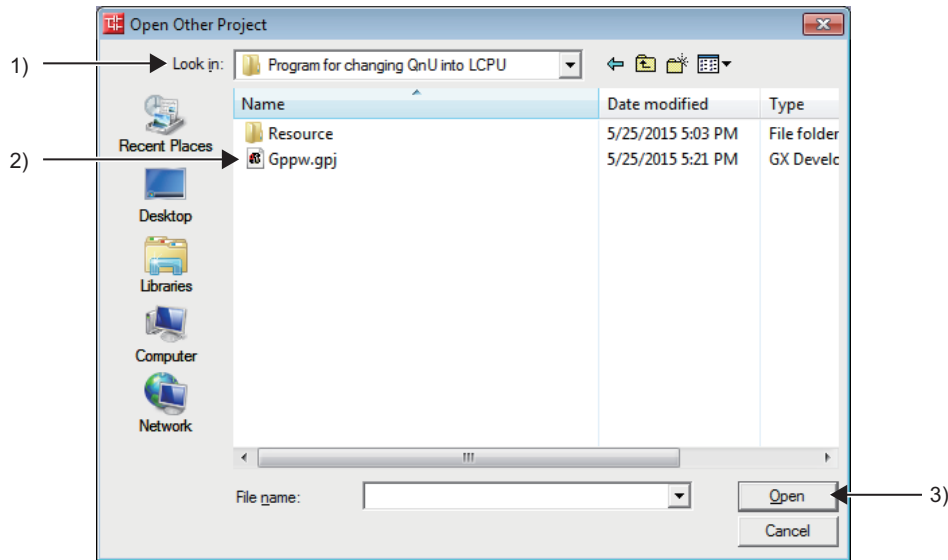 Open Other Project
1) Look in: Program for changing QnU into LCPU
Name Date modified Type
Resource 5/25/2015 5:03 PM File folder
2) Gppw.gpj 5/25/2015 5:21 PM GX Develc
Recent Places
Desktop
Libraries
Computer
Network
File name: Open 3)
Cancel